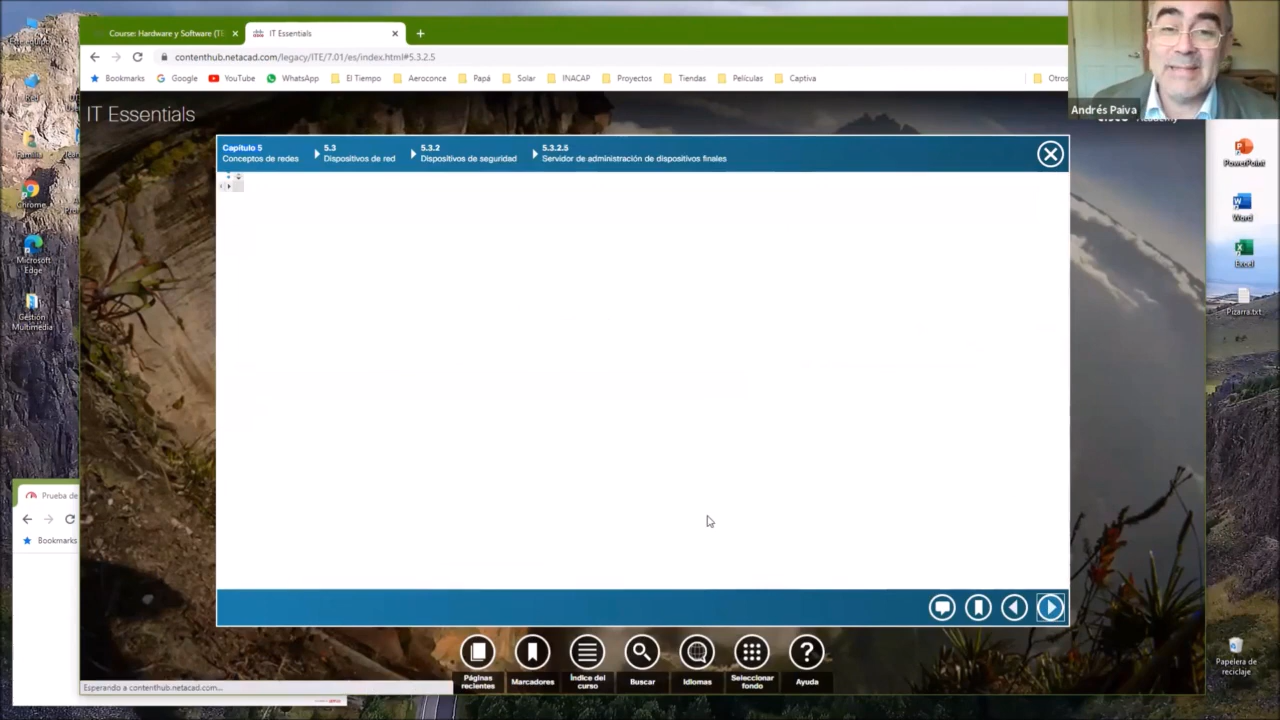 Course: Hardware y Software (TI
IT Essentials
contenthub.netacad.com/legacy/ITE/7.01/es/index.html#5.3.2.5
Bookmarks
Google
YouTube
WhatsApp
El Tiempo
Aeroconce
Papá
Solar
INACAP
Proyectos
Tiendas
Películas
Captiva
Otros
Andrés Paiva
IT Essentials
Capítulo 5
Conceptos de redes
5.3
Dispositivos de red
5.3.2
Dispositivos de seguridad
5.3.2.5
Servidor de administración de dispositivos finales
Red
Familia
Chrome
Microsoft
Edge
Gestión
Multimedia
PowerPoint
Word
Excel
Pizarra.txt
Prueba de
Bookmarks
Páginas
recientes
Marcadores
Índice del
curso
Buscar
Idiomas
Seleccionar
fondo
Ayuda
Papelera de
reciclaje
Esperando a contenthub.netacad.com...